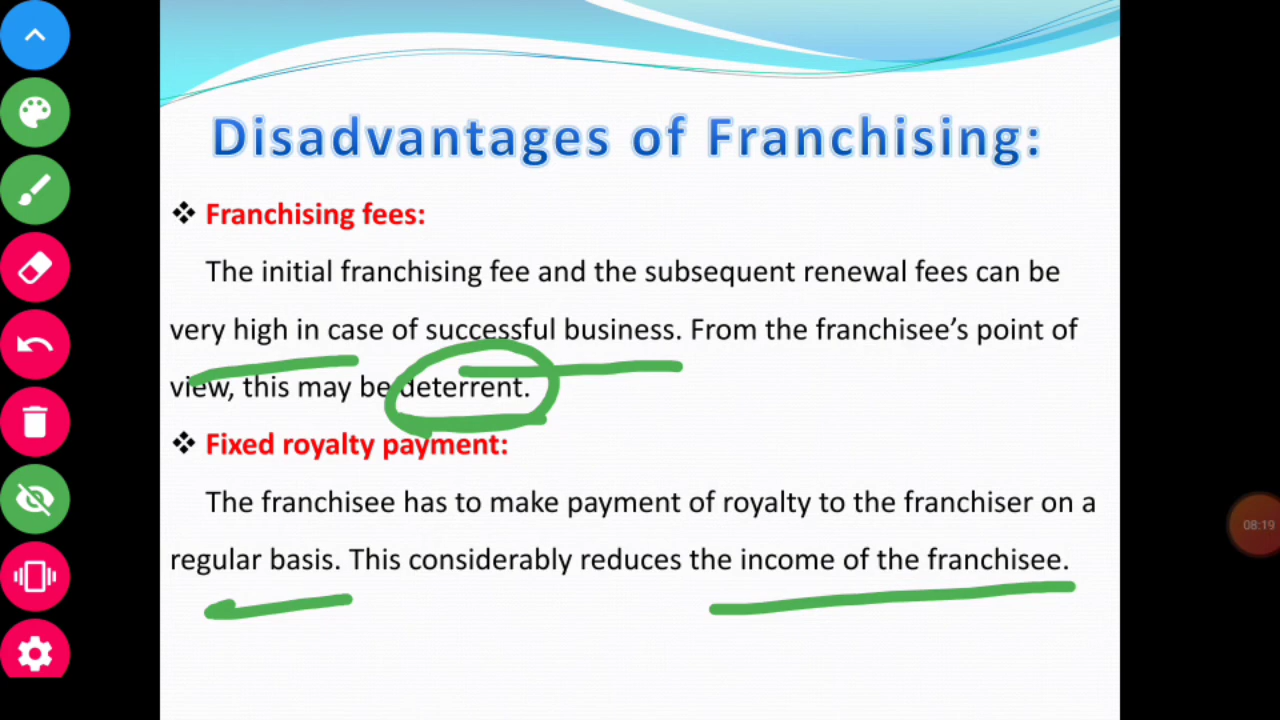 Disadvantages of Franchising:
❖ Franchising fees:
The initial franchising fee and the subsequent renewal fees can be
very high in case of successful business. From the franchisee’s point of
view, this may be deterrent.
❖ Fixed royalty payment:
The franchisee has to make payment of royalty to the franchiser on a
regular basis. This considerably reduces the income of the franchisee.
08:19